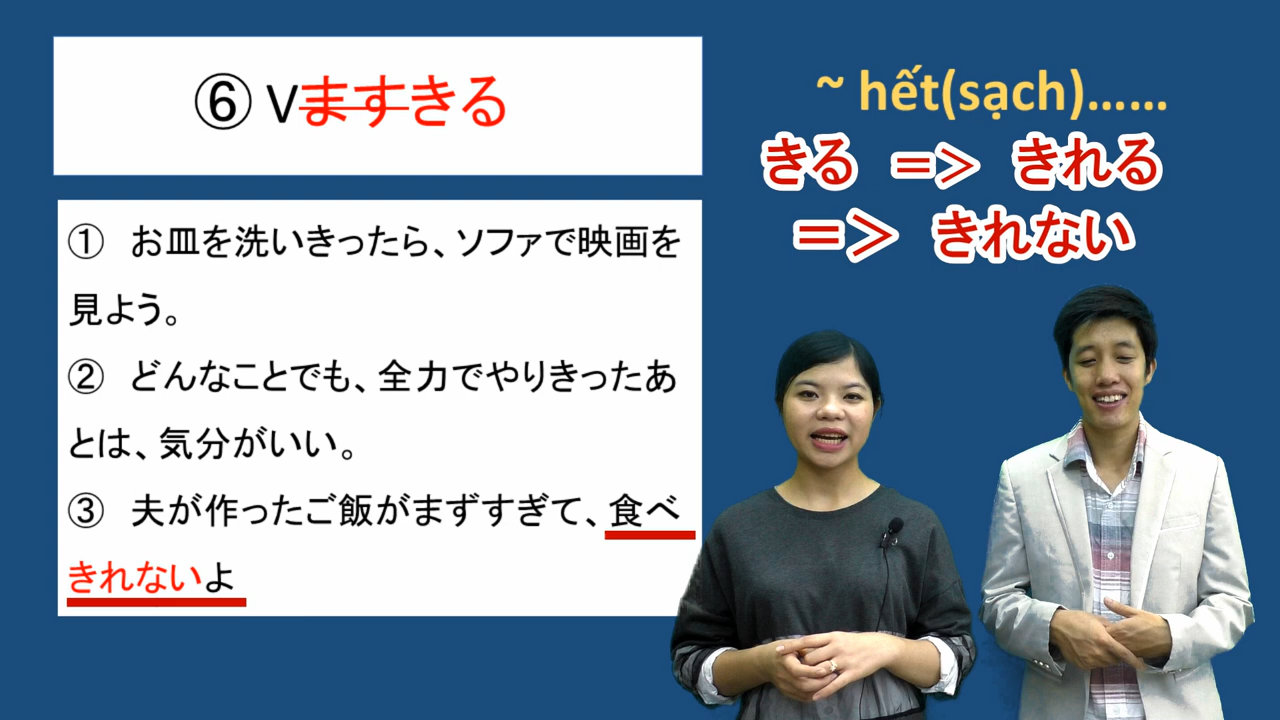 ⑥ Vますきる
① お皿を洗いきったら、ソファで映画を
見よう。
② どんなことでも、全力でやりきったあ
とは、気分がいい。
③ 夫が作ったご飯がまずすぎて、食べ
きれないよ
~ hết(sạch)……
きる => きれる
=> きれない